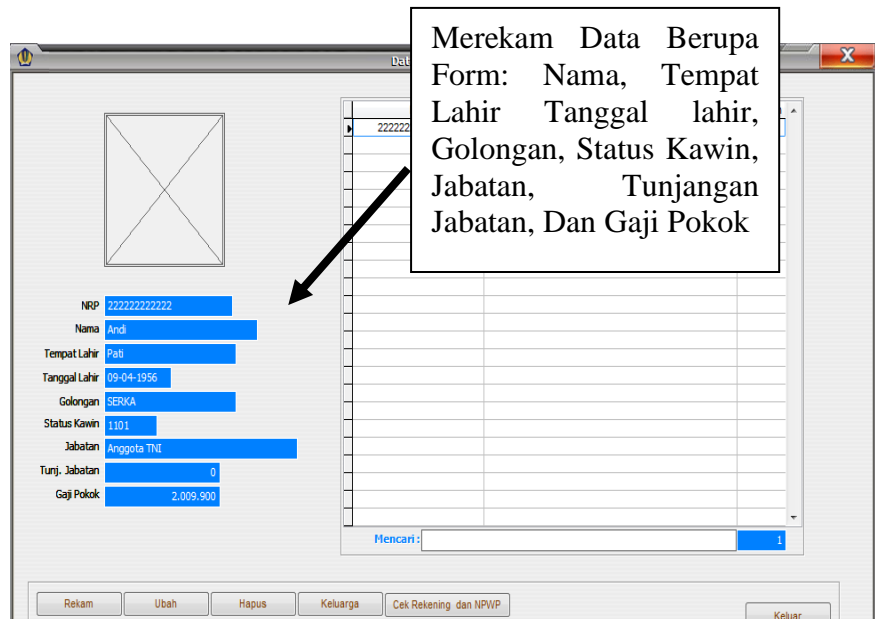 Merekam Data Berupa
Form: Nama, Tempat
Lahir Tanggal lahir,
Golongan, Status Kawin,
Jabatan, Tunjangan
Jabatan, Dan Gaji Pokok
NRP 222222222222
Nama Andi
Tempat Lahir Pati
Tanggal Lahir 09-04-1956
Golongan SERKA
Status Kawin 1101
Jabatan Anggota TNI
Tunj. Jabatan 0
Gaji Pokok 2.009.900
Mencari : 1
Rekam Ubah Hapus Keluarga Cek Rekening dan NPWP Keluar